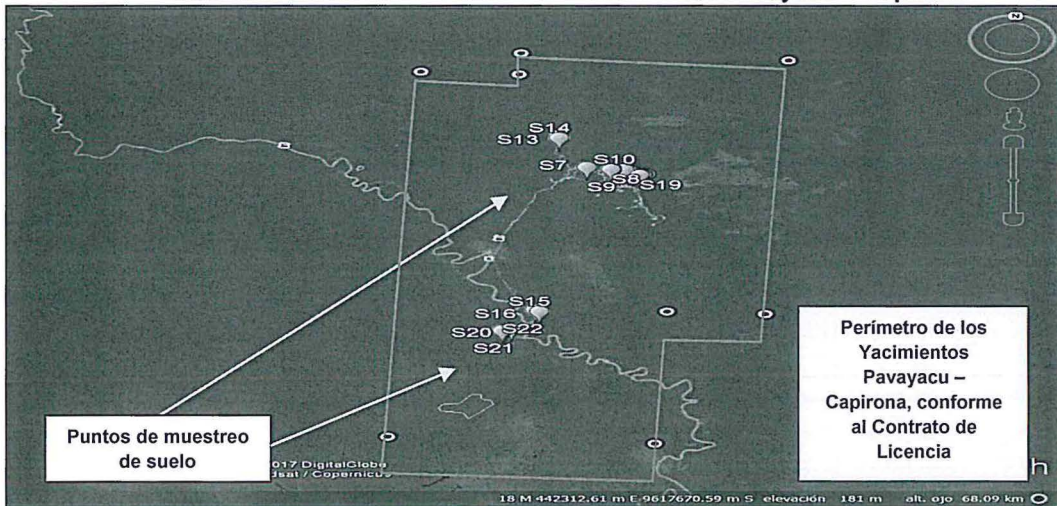 N
S14
S13
S7
S10
S8
S9
S19
S15
S16
S22
S20
S21
Puntos de muestreo
de suelo
Perímetro de los
Yacimientos
Pavayacu –
Capirona, conforme
al Contrato de
Licencia
2017 DigitalGlobe
dsat / Copernicus
h
18 M 442312.61 m E 9617670.59 m S elevación 181 m alt. ojo 68.09 km